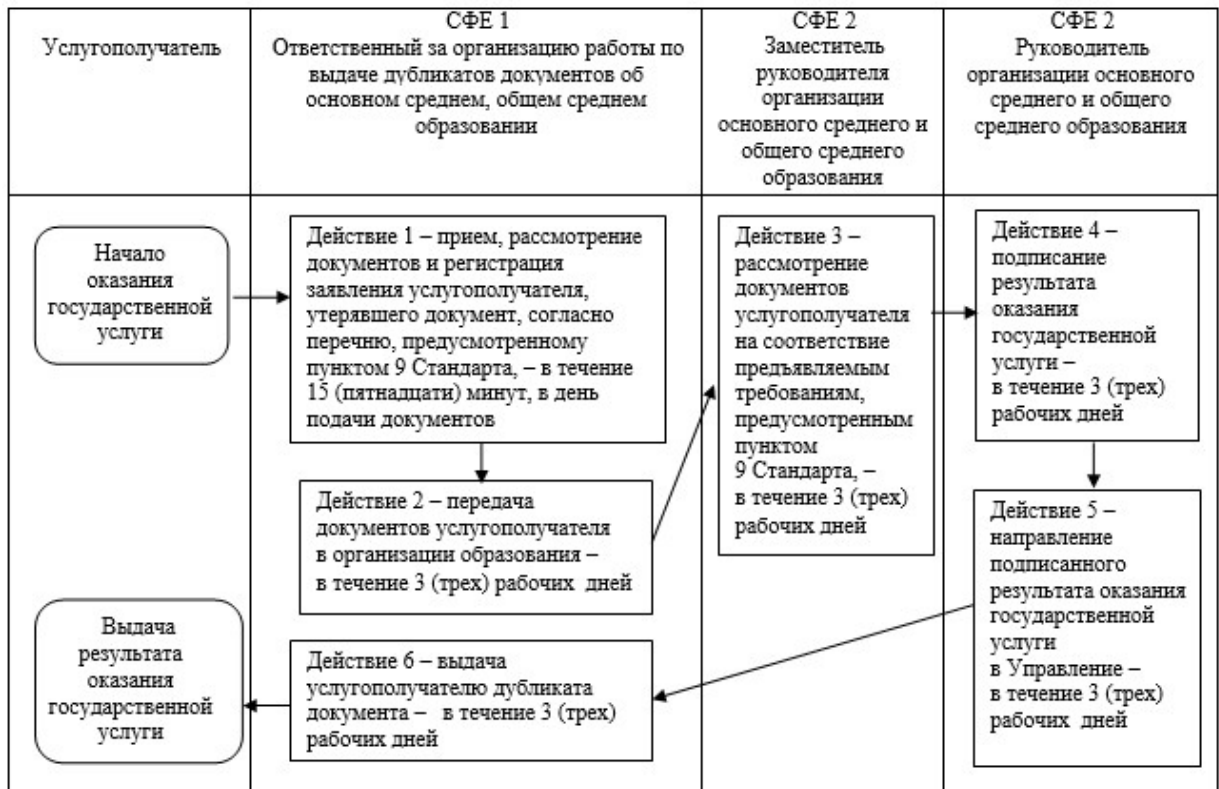 Услугополучатель
СФЕ 1
Ответственный за организацию работы по
выдаче дубликатов документов об
основном среднем, общем среднем
образовании
СФЕ 2
Заместитель
руководителя
организации
основного среднего и
общего среднего
образования
СФЕ 2
Руководитель
организации основного
среднего и общего
среднего образования
Начало
оказания
государственной
услуги
Действие 1 – прием, рассмотрение
документов и регистрация
заявления услугополучателя,
утерявшего документ, согласно
перечню, предусмотренному
пунктом 9 Стандарта, – в течение
15 (пятнадцати) минут, в день
подачи документов
Действие 2 – передача
документов услугополучателя
в организации образования –
в течение 3 (трех) рабочих дней
Действие 3 –
рассмотрение
документов
услугополучателя
на соответствие
предъявляемым
требованиям,
предусмотренным
пунктом
9 Стандарта, –
в течение 3 (трех)
рабочих дней
Действие 4 –
подписание
результата
оказания
государственной
услуги –
в течение 3 (трех)
рабочих дней
Действие 5 –
направление
подписанного
результата оказания
государственной
услуги
в Управление –
в течение 3 (трех)
рабочих дней
Действие 6 – выдача
услугополучателю дубликата
документа – в течение 3 (трех)
рабочих дней
Выдача
результата
оказания
государственной
услуги